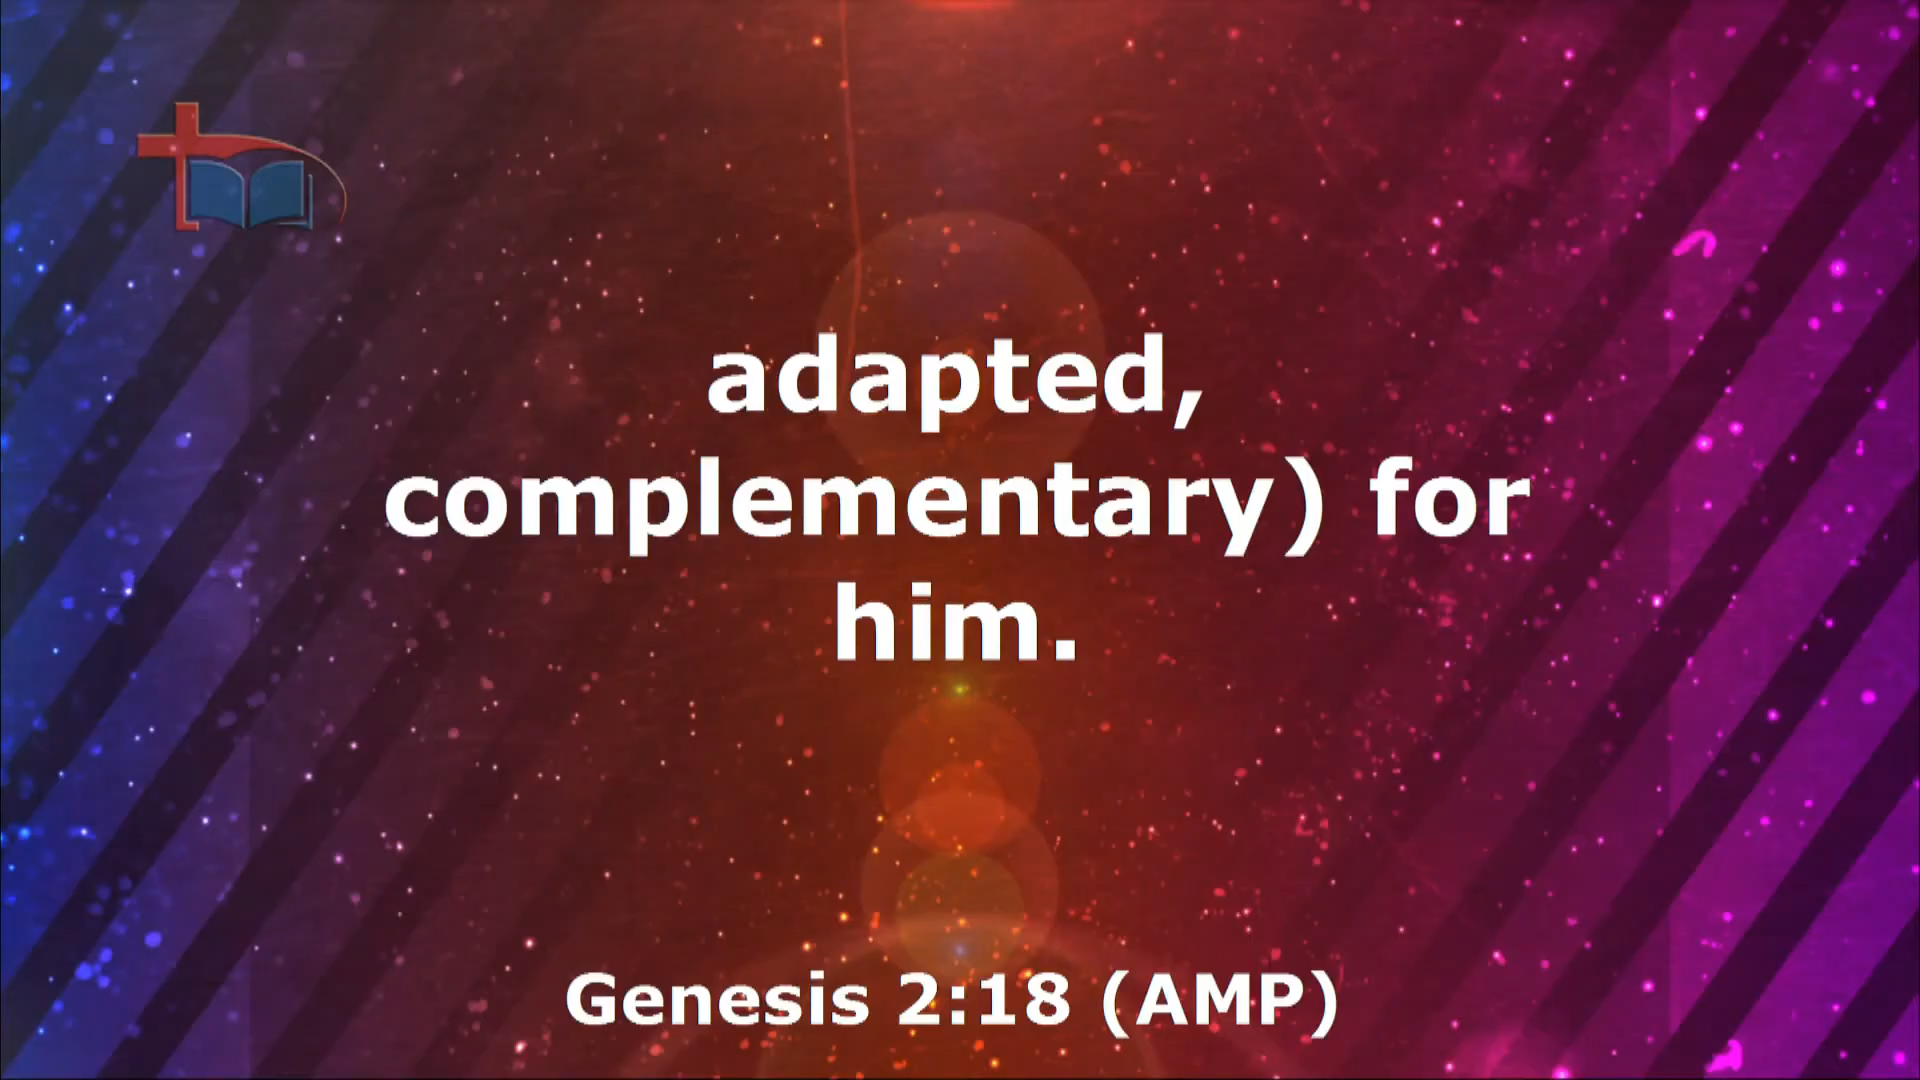 adapted,
complementary) for
him.
Genesis 2:18 (AMP)